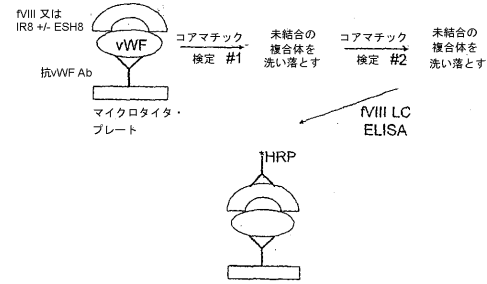 fVIII 又は
IR8 +/- ESH8
vWF
抗vWF Ab
マイクロタイタ・
プレート
コアマチック
検定 #1
未結合の
複合体を
洗い落とす
コアマチック
検定 #2
未結合の
複合体を
洗い落とす
fVIII LC
ELISA
*HRP